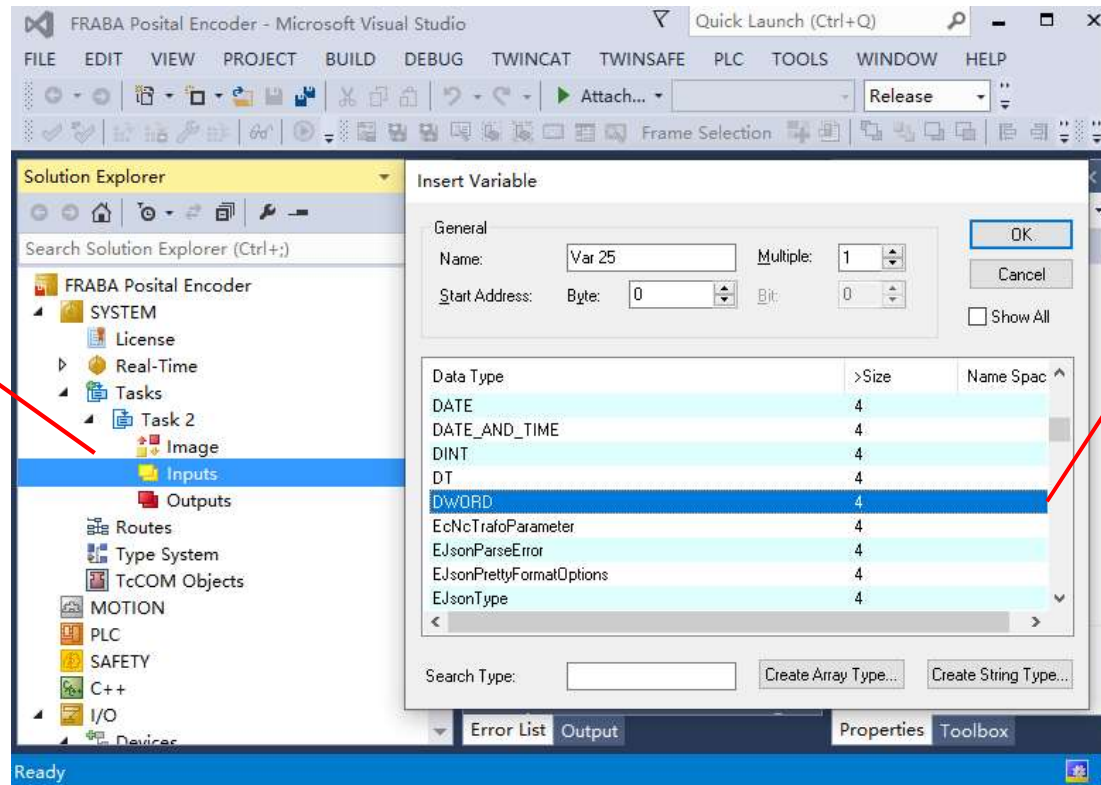 FRABA Posital Encoder - Microsoft Visual Studio
Quick Launch (Ctrl+Q)
FILE EDIT VIEW PROJECT BUILD DEBUG TWINCAT TWINSAFE PLC TOOLS WINDOW HELP
Attach...
Release
Frame Selection
Solution Explorer
Search Solution Explorer (Ctrl+;)
FRABA Posital Encoder
SYSTEM
License
Real-Time
Tasks
Task 2
Image
Inputs
Outputs
Routes
Type System
TcCOM Objects
MOTION
PLC
SAFETY
C++
I/O
Devices
Insert Variable
General
Name: Var 25 Multiple: 1
Start Address: Byte: 0 Bit: 0
OK
Cancel
Show All
Data Type >Size Name Spac
DATE 4
DATE_AND_TIME 4
DINT 4
DT 4
DWORD 4
EcNcTrafoParameter 4
EJsonParseError 4
EJsonPrettyFormatOptions 4
EJsonType 4
Search Type: Create Array Type... Create String Type...
Error List Output
Properties Toolbox
Ready